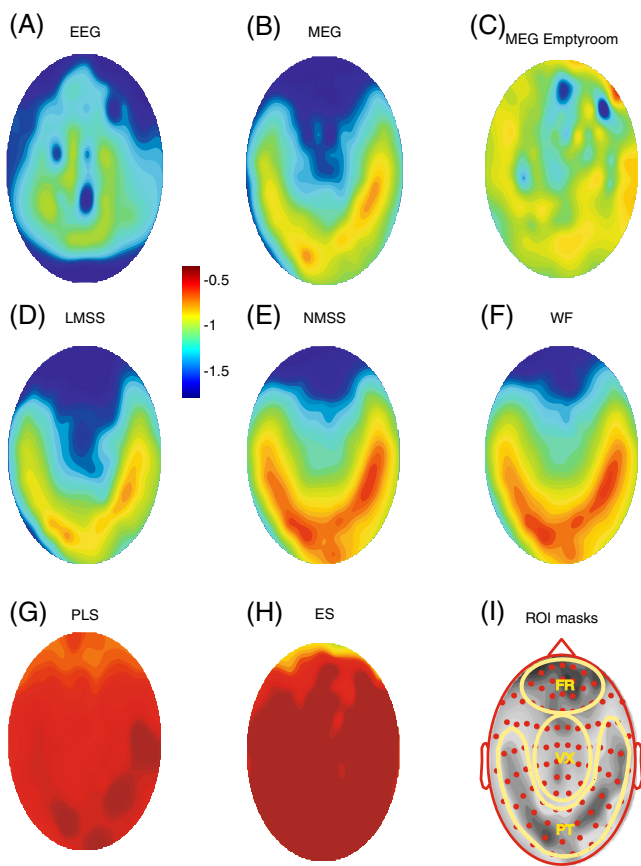 (A) EEG
(B) MEG
(C) MEG Emptyroom
-0.5
-1
-1.5
(D) LMSS
(E) NMSS
(F) WF
(G) PLS
(H) ES
(I) ROI masks
FR
VX
PT